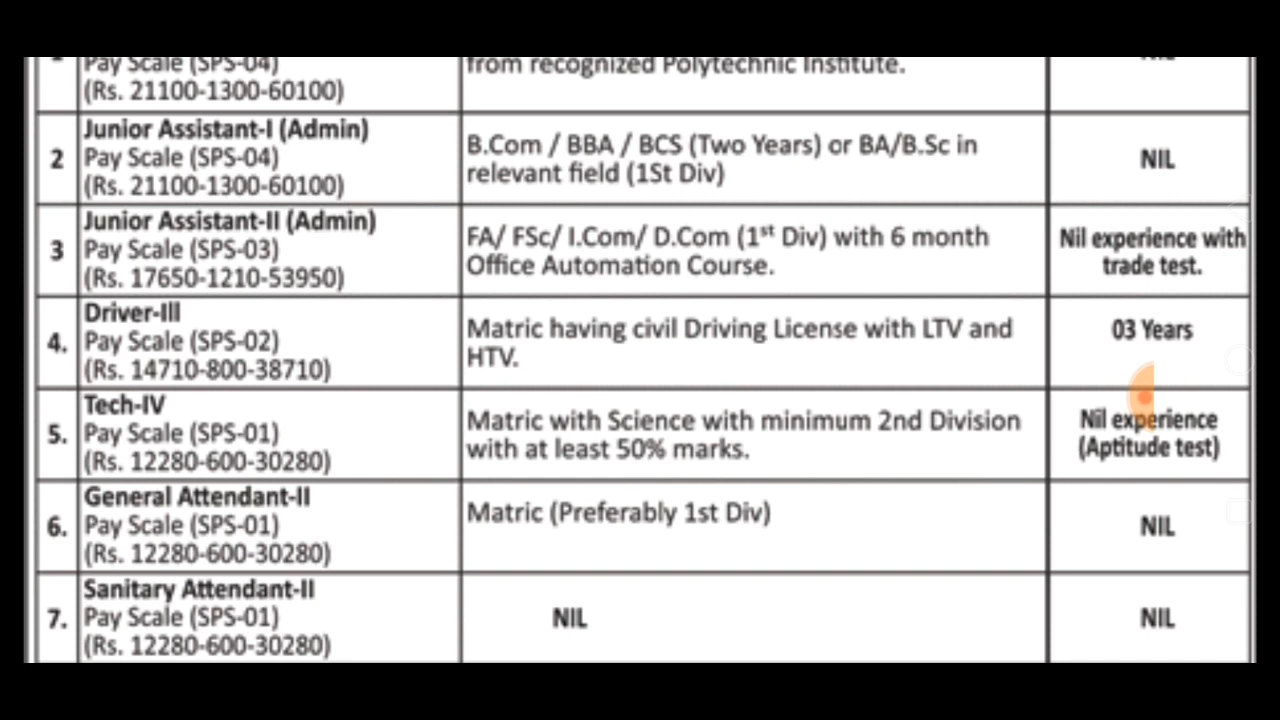 Pay Scale (SPS-04)
(Rs. 21100-1300-60100)
from recognized Polytechnic Institute.
NIL
2
Junior Assistant-I (Admin)
Pay Scale (SPS-04)
(Rs. 21100-1300-60100)
B.Com / BBA / BCS (Two Years) or BA/B.Sc in
relevant field (1St Div)
NIL
3
Junior Assistant-II (Admin)
Pay Scale (SPS-03)
(Rs. 17650-1210-53950)
FA/ FSc/ I.Com/ D.Com (1st Div) with 6 month
Office Automation Course.
Nil experience with
trade test.
4.
Driver-III
Pay Scale (SPS-02)
(Rs. 14710-800-38710)
Matric having civil Driving License with LTV and
HTV.
03 Years
5.
Tech-IV
Pay Scale (SPS-01)
(Rs. 12280-600-30280)
Matric with Science with minimum 2nd Division
with at least 50% marks.
Nil experience
(Aptitude test)
6.
General Attendant-II
Pay Scale (SPS-01)
(Rs. 12280-600-30280)
Matric (Preferably 1st Div)
NIL
7.
Sanitary Attendant-II
Pay Scale (SPS-01)
(Rs. 12280-600-30280)
NIL
NIL